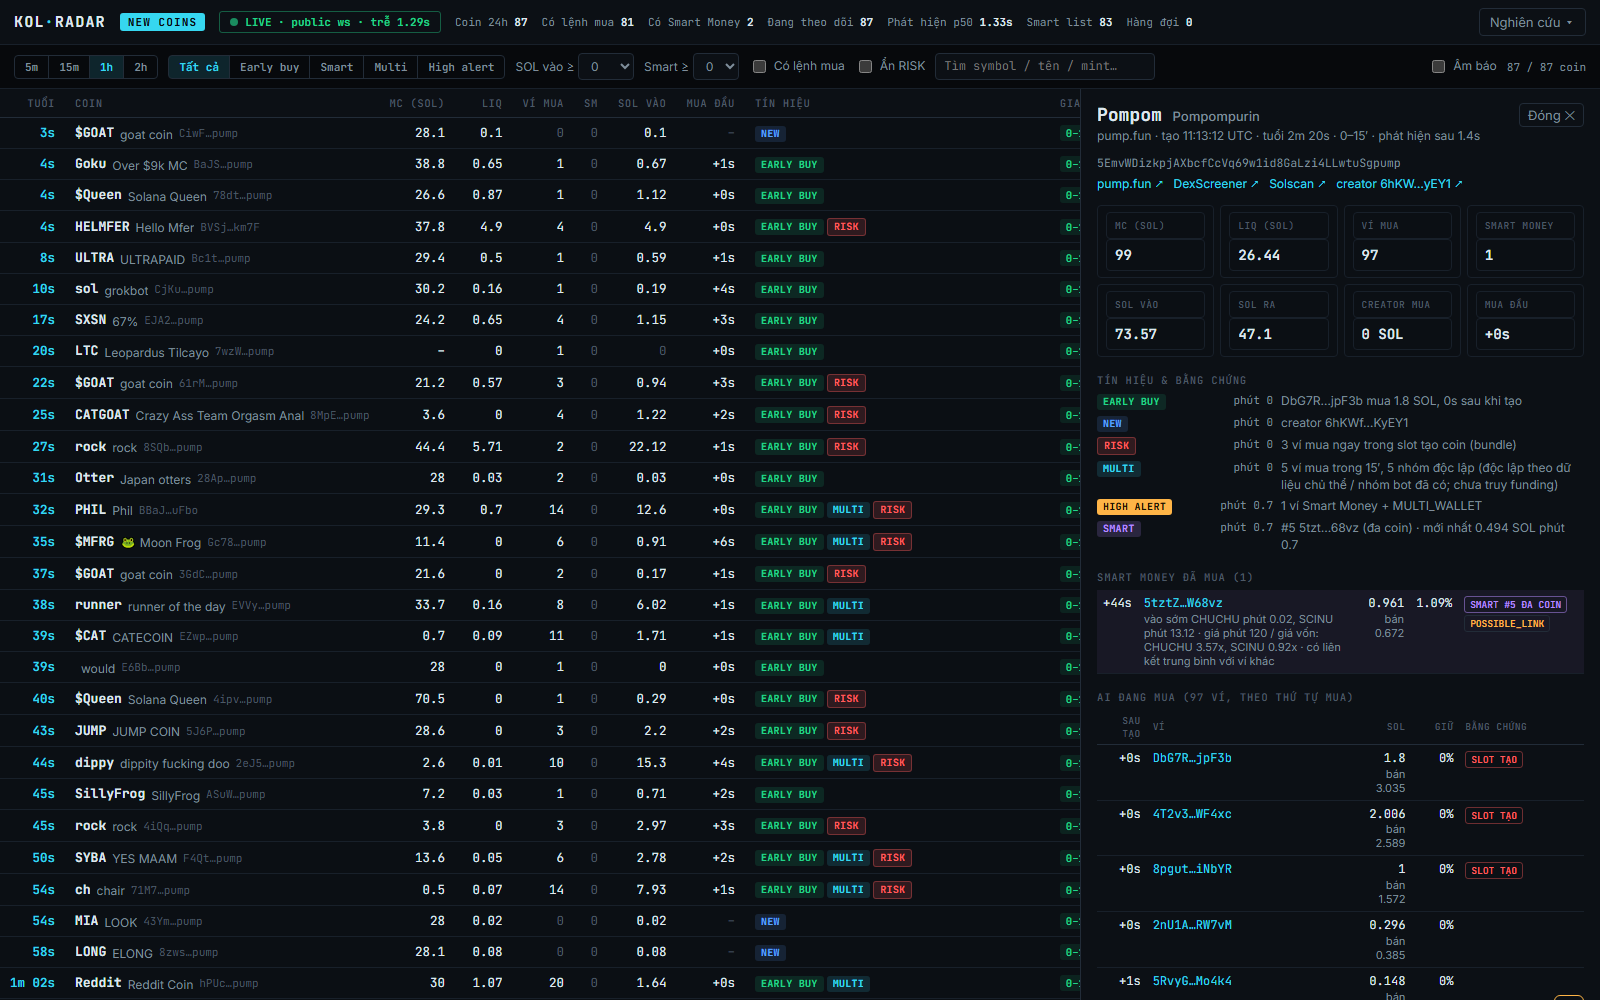 KOL·RADAR NEW COINS LIVE · public ws · trễ 1.29s Coin 24h 87 Có lệnh mua 81 Có Smart Money 2 Đang theo dõi 87 Phát hiện p50 1.33s Smart list 83 Hàng đợi 0 Nghiên cứu
5m 15m 1h 2h Tất cả Early buy Smart Multi High alert SOL vào ≥ 0 Smart ≥ 0 Có lệnh mua Ẩn RISK Tìm symbol / tên / mint… Âm báo 87 / 87 coin
TUỔI COIN MC (SOL) LIQ VÍ MUA SM SOL VÀO MUA ĐẦU TÍN HIỆU GIA
3s $GOAT goat coin CiwF…pump 28.1 0.1 0 0 0.1 – NEW
4s Goku Over $9k MC BaJS…pump 38.8 0.65 1 0 0.67 +1s EARLY BUY
4s $Queen Solana Queen 78dt…pump 26.6 0.87 1 0 1.12 +0s EARLY BUY
4s HELMFER Hello Mfer BVSj…km7F 37.8 4.9 4 0 4.9 +0s EARLY BUY RISK
8s ULTRA ULTRAPAID Bc1t…pump 29.4 0.5 1 0 0.59 +1s EARLY BUY
10s sol grokbot CjKu…pump 30.2 0.16 1 0 0.19 +4s EARLY BUY
17s SXSN 67% EJA2…pump 24.2 0.65 4 0 1.15 +3s EARLY BUY
20s LTC Leopardus Tilcayo 7wzW…pump – 0 1 0 0 +0s EARLY BUY
22s $GOAT goat coin 61rM…pump 21.2 0.57 3 0 0.94 +3s EARLY BUY RISK
25s CATGOAT Crazy Ass Team Orgasm Anal 8MpE…pump 3.6 0 4 0 1.22 +2s EARLY BUY RISK
27s rock rock 8SQb…pump 44.4 5.71 2 0 22.12 +1s EARLY BUY RISK
31s Otter Japan otters 28Ap…pump 28 0.03 2 0 0.03 +0s EARLY BUY
32s PHIL Phil BBaJ…uFbo 29.3 0.7 14 0 12.6 +0s EARLY BUY MULTI RISK
35s $MFRG 🐸 Moon Frog Gc78…pump 11.4 0 6 0 0.91 +6s EARLY BUY MULTI RISK
37s $GOAT goat coin 3GdC…pump 21.6 0 2 0 0.17 +1s EARLY BUY RISK
38s runner runner of the day EVVy…pump 33.7 0.16 8 0 6.02 +1s EARLY BUY MULTI
39s $CAT CATECOIN EZwp…pump 0.7 0.09 11 0 1.71 +1s EARLY BUY MULTI
39s would E6Bb…pump 28 0 1 0 0 +0s EARLY BUY
40s $Queen Solana Queen 4ipv…pump 70.5 0 1 0 0.29 +0s EARLY BUY RISK
43s JUMP JUMP COIN 5J6P…pump 28.6 0 3 0 2.2 +2s EARLY BUY RISK
44s dippy dippity fucking doo 2eJ5…pump 2.6 0.01 10 0 15.3 +4s EARLY BUY MULTI RISK
45s SillyFrog SillyFrog ASuW…pump 7.2 0.03 1 0 0.71 +2s EARLY BUY
45s rock rock 4iQq…pump 3.8 0 3 0 2.97 +3s EARLY BUY RISK
50s SYBA YES MAAM F4Qt…pump 13.6 0.05 6 0 2.78 +2s EARLY BUY MULTI RISK
54s ch chair 71M7…pump 0.5 0.07 14 0 7.93 +1s EARLY BUY MULTI RISK
54s MIA LOOK 43Ym…pump 28 0.02 0 0 0.02 – NEW
58s LONG ELONG 8zws…pump 28.1 0.08 0 0 0.08 – NEW
1m 02s Reddit Reddit Coin hPUc…pump 30 1.07 20 0 1.64 +0s EARLY BUY MULTI
Pompom Pompompurin Đóng ✕
pump.fun · tạo 11:13:12 UTC · tuổi 2m 20s · 0–15′ · phát hiện sau 1.4s
5EmvWDizkpjAXbcfCcVq69w1id8GaLzi4LLwtuSgpump
pump.fun ↗ DexScreener ↗ Solscan ↗ creator 6hKW…yEY1 ↗
MC (SOL) LIQ (SOL) VÍ MUA SMART MONEY
99 26.44 97 1
SOL VÀO SOL RA CREATOR MUA MUA ĐẦU
73.57 47.1 0 SOL +0s
TÍN HIỆU & BẰNG CHỨNG
EARLY BUY phút 0 DbG7R…jpF3b mua 1.8 SOL, 0s sau khi tạo
NEW phút 0 creator 6hKWf…KyEY1
RISK phút 0 3 ví mua ngay trong slot tạo coin (bundle)
MULTI phút 0 5 ví mua trong 15′, 5 nhóm độc lập (độc lập theo dữ
liệu chủ thể / nhóm bot đã có; chưa truy funding)
HIGH ALERT phút 0.7 1 ví Smart Money + MULTI_WALLET
SMART phút 0.7 #5 5tzt…68vz (đa coin) · mới nhất 0.494 SOL phút
0.7
SMART MONEY ĐÃ MUA (1)
+44s 5tztZ…W68vz 0.961 1.09% SMART #5 ĐA COIN
vào sớm CHUCHU phút 0.02, SCINU bán POSSIBLE_LINK
phút 13.12 · giá phút 120 / giá vốn: 0.672
CHUCHU 3.57x, SCINU 0.92x · có liên
kết trung bình với ví khác
AI ĐANG MUA (97 VÍ, THEO THỨ TỰ MUA)
SAU TẠO VÍ SOL GIỮ BẰNG CHỨNG
+0s DbG7R…jpF3b 1.8 0% SLOT TẠO
bán
3.035
+0s 4T2v3…WF4xc 2.006 0% SLOT TẠO
bán
2.589
+0s 8pgut…iNbYR 1 0% SLOT TẠO
bán
1.572
+0s 2nU1A…RW7vM 0.296 0%
bán
0.385
+1s 5RvyG…Mo4k4 0.148 0%
bán